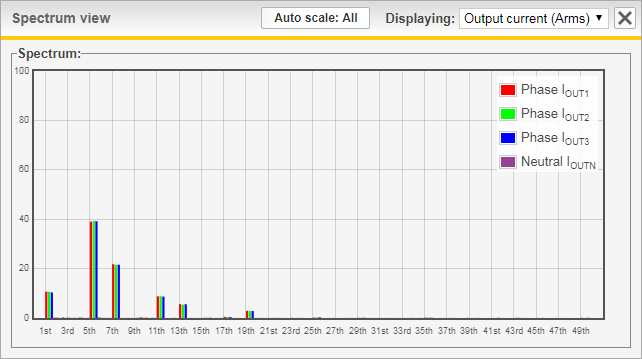 Spectrum view
Auto scale: All
Displaying: Output current (Arms)
Spectrum:
100
80
60
40
20
0
Phase IOUT1
Phase IOUT2
Phase IOUT3
Neutral IOUTN
1st 3rd 5th 7th 9th 11th 13th 15th 17th 19th 21st 23rd 25th 27th 29th 31st 33rd 35th 37th 39th 41st 43rd 45th 47th 49th